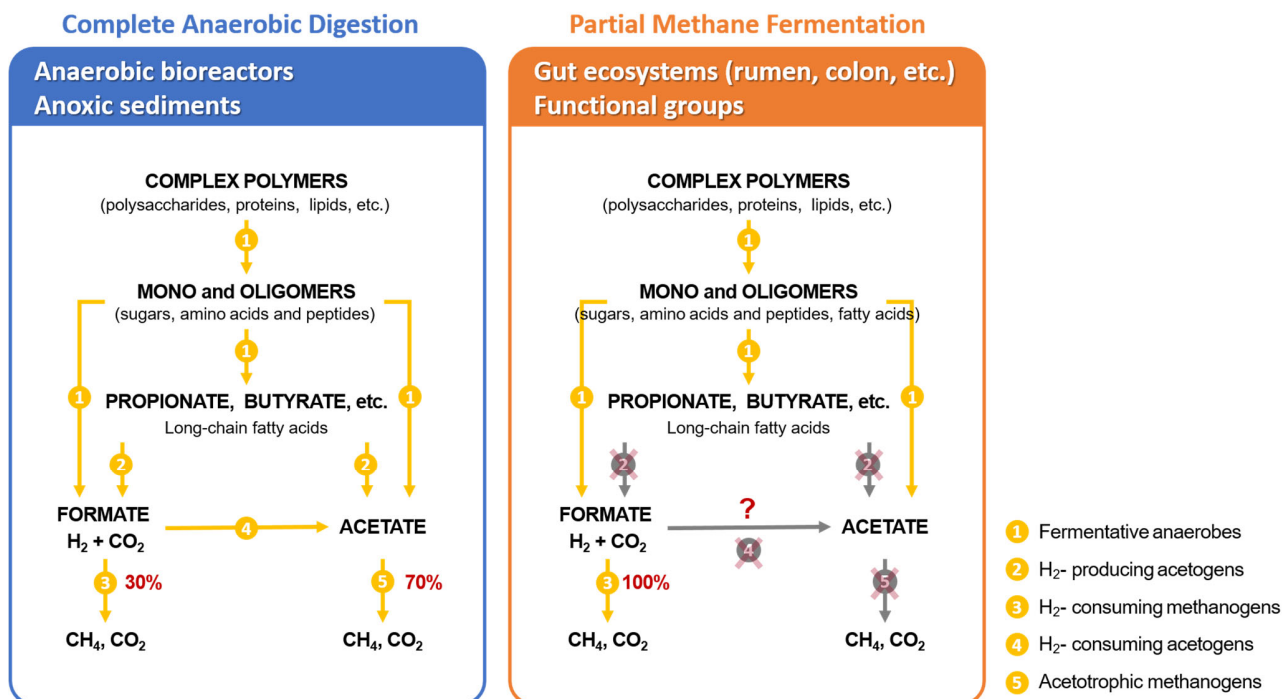 Complete Anaerobic Digestion
Anaerobic bioreactors
Anoxic sediments
COMPLEX POLYMERS
(polysaccharides, proteins, lipids, etc.)
1
MONO and OLIGOMERS
(sugars, amino acids and peptides)
1
1
1
PROPIONATE, BUTYRATE, etc.
Long-chain fatty acids
2
2
FORMATE
H₂ + CO₂
4
ACETATE
3 30%
5 70%
CH₄, CO₂
CH₄, CO₂
Partial Methane Fermentation
Gut ecosystems (rumen, colon, etc.)
Functional groups
COMPLEX POLYMERS
(polysaccharides, proteins, lipids, etc.)
1
MONO and OLIGOMERS
(sugars, amino acids and peptides, fatty acids)
1
1
1
PROPIONATE, BUTYRATE, etc.
Long-chain fatty acids
2
2
FORMATE
H₂ + CO₂
?
4
ACETATE
3 100%
5
CH₄, CO₂
CH₄, CO₂
1 Fermentative anaerobes
2 H₂- producing acetogens
3 H₂- consuming methanogens
4 H₂- consuming acetogens
5 Acetotrophic methanogens